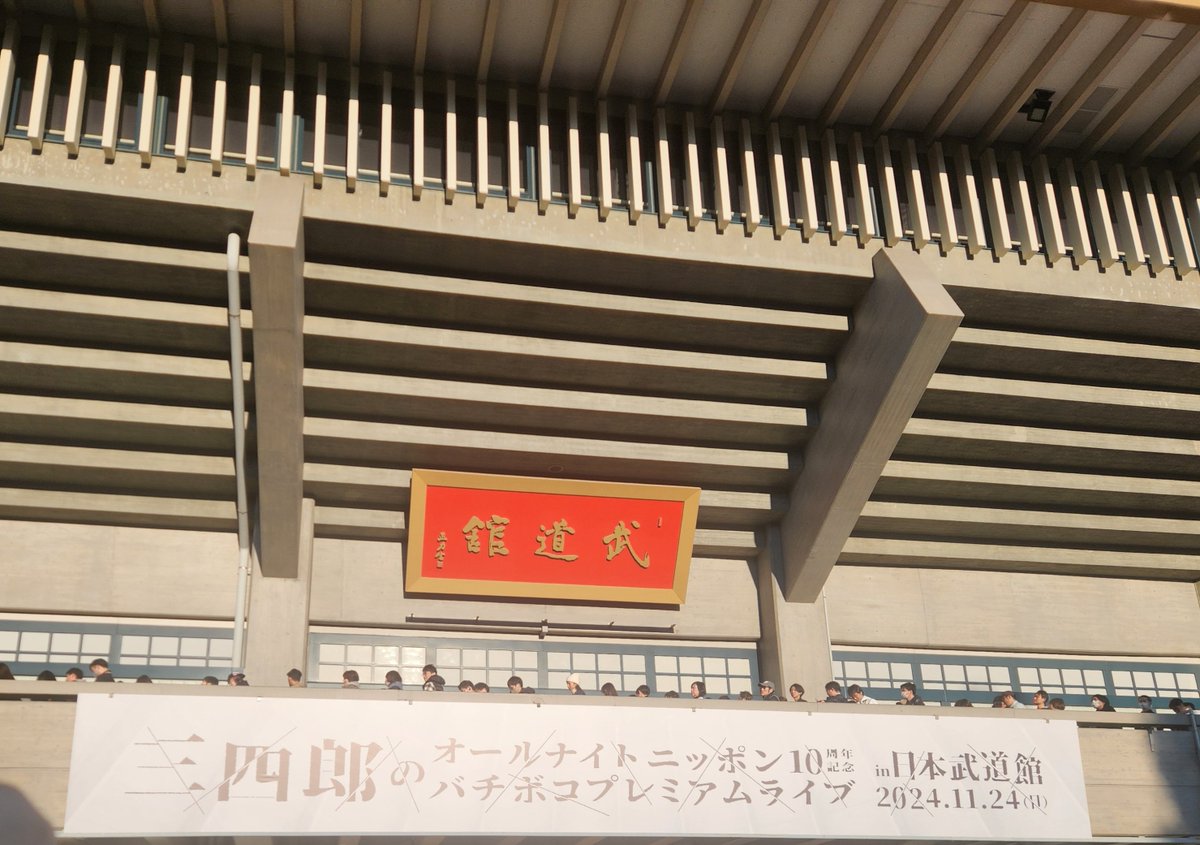 武道館
三四郎の
オールナイトニッポン10周年記念
バチボコプレミアムライブ
in日本武道館
2024.11.24(日)